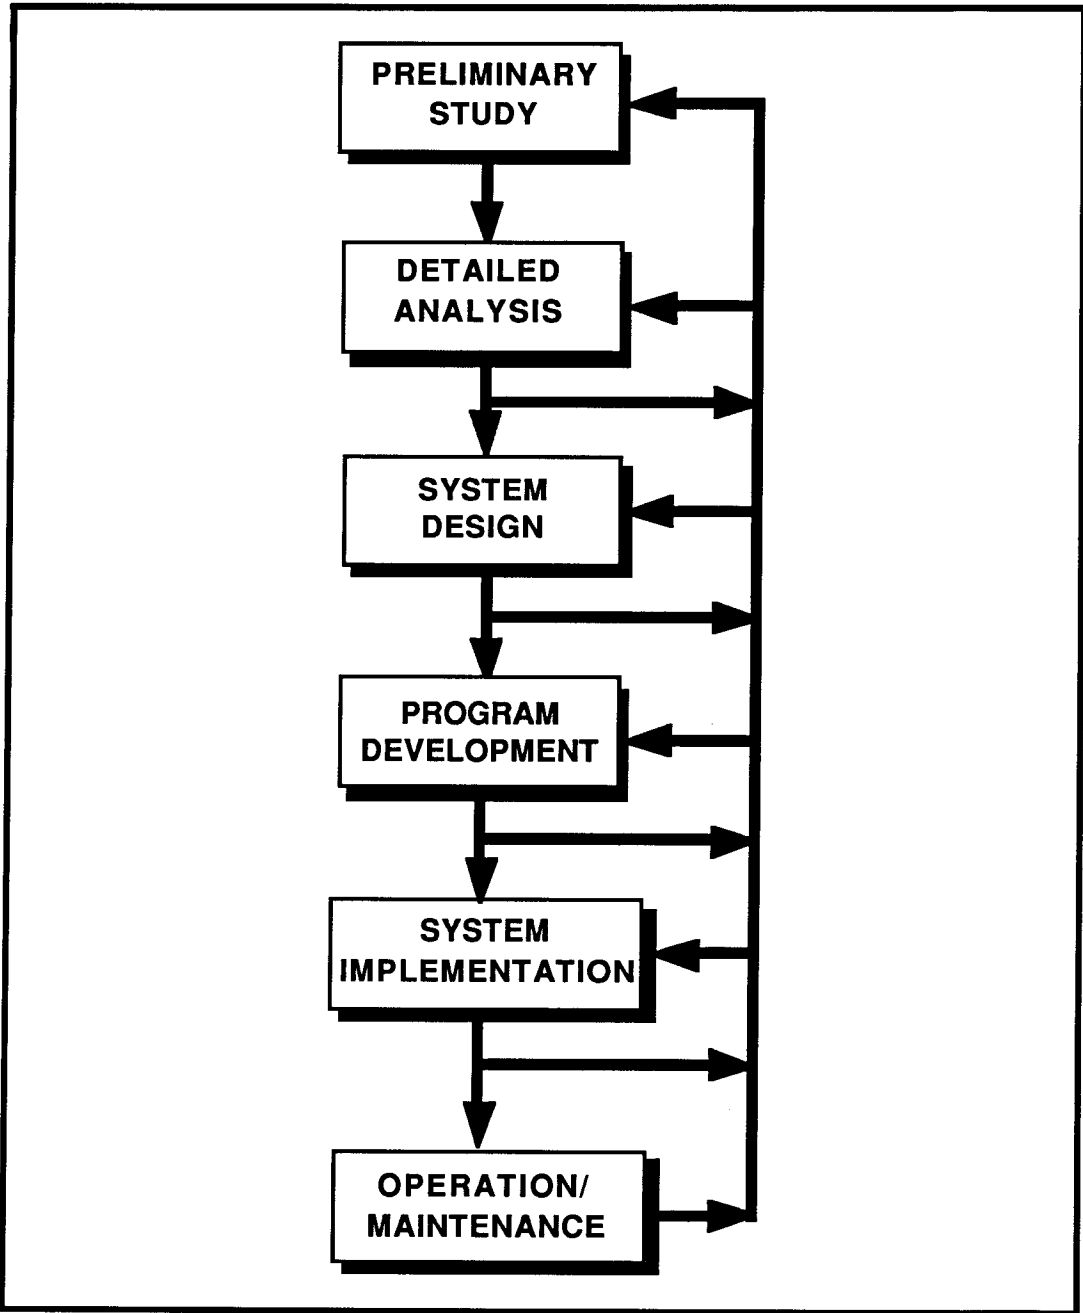 PRELIMINARY
STUDY
DETAILED
ANALYSIS
SYSTEM
DESIGN
PROGRAM
DEVELOPMENT
SYSTEM
IMPLEMENTATION
OPERATION/
MAINTENANCE